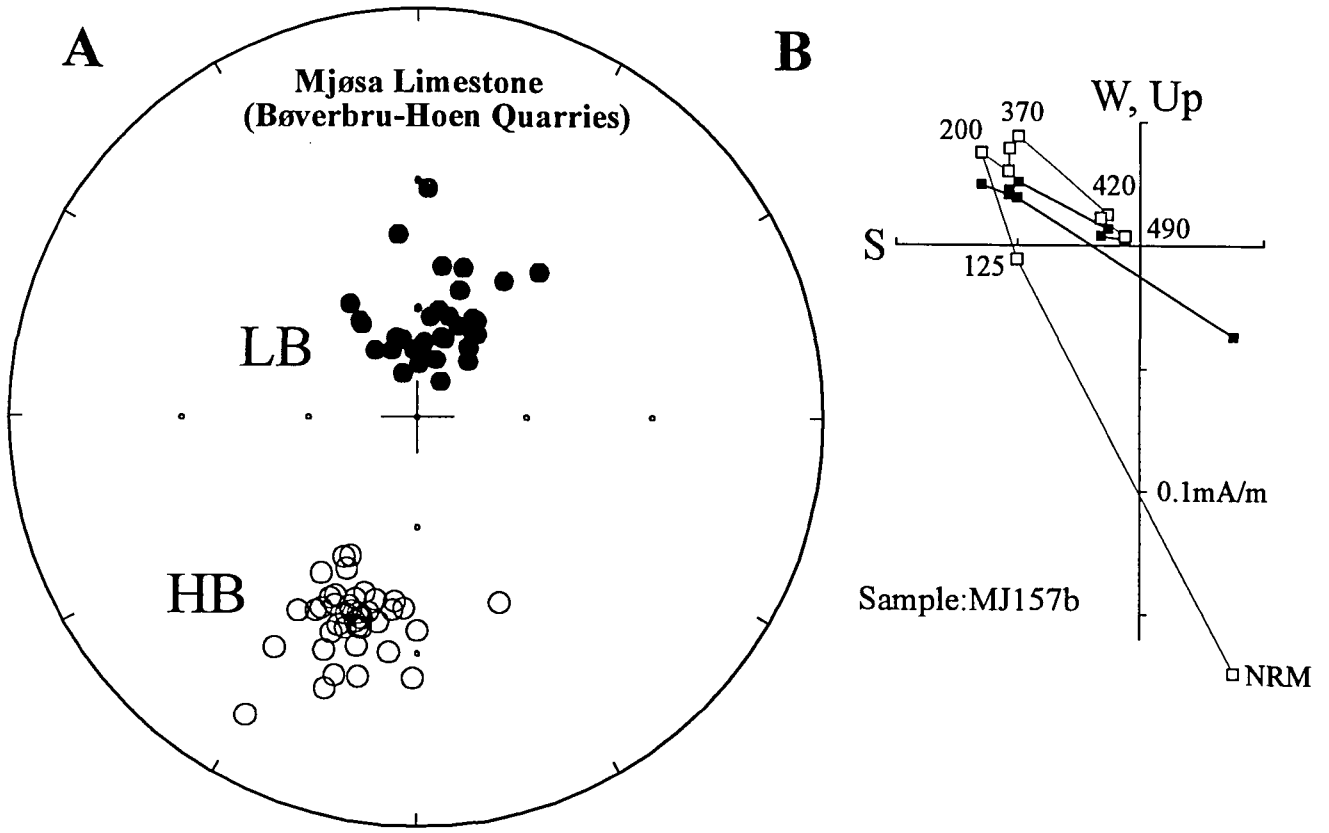 A
Mjøsa Limestone
(Bøverbru-Hoen Quarries)
LB
HB
B
W, Up
370
200
420
490
S
125
0.1mA/m
Sample:MJ157b
NRM